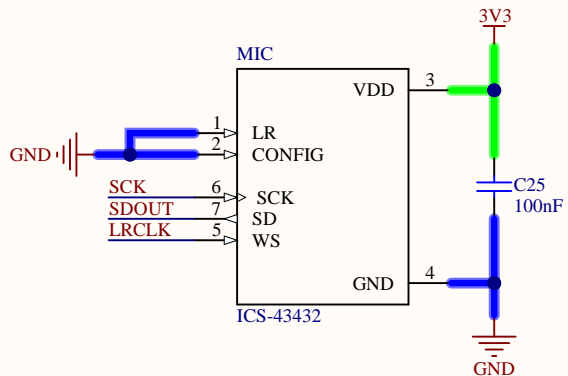 3V3
MIC
VDD 3
1 LR
GND 2 CONFIG
C25
SCK 6 SCK
100nF
SDOUT 7 SD
LRCLK 5 WS
GND 4
ICS-43432
GND